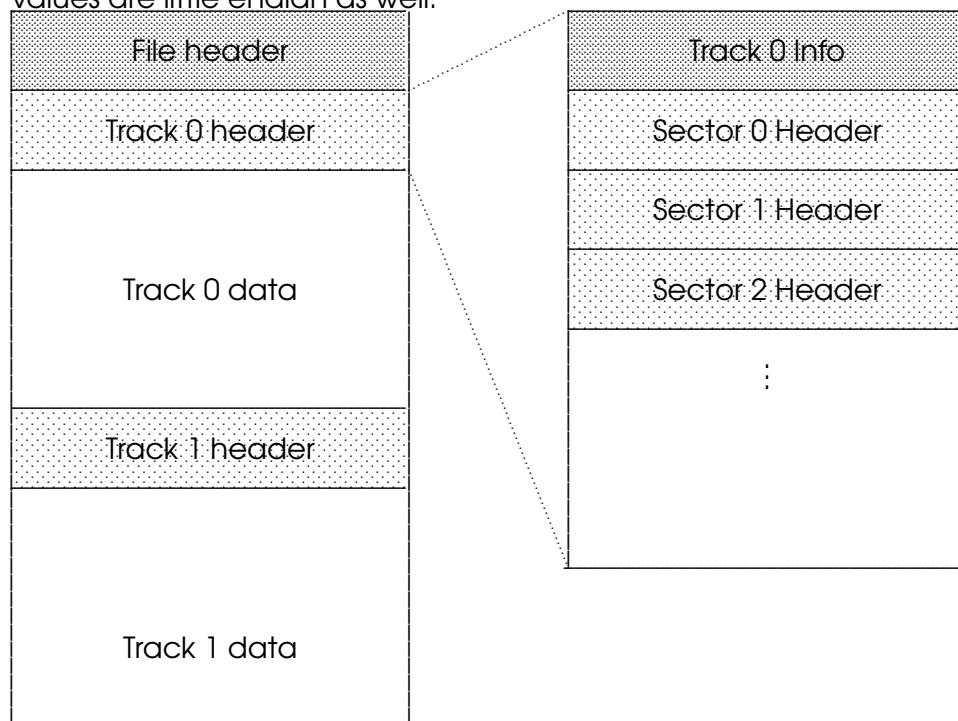 values are little endian as well.
File header
Track 0 header
Track 0 data
Track 1 header
Track 1 data
Track 0 Info
Sector 0 Header
Sector 1 Header
Sector 2 Header
⋮